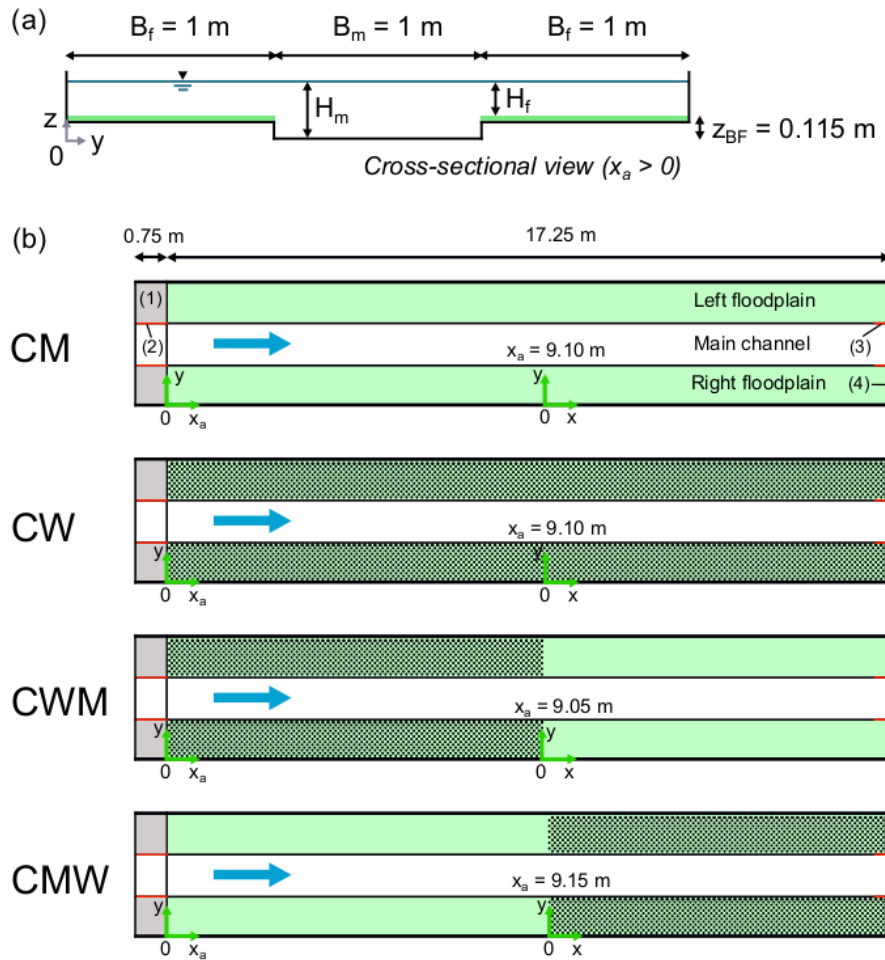 (a)
B_f = 1 m B_m = 1 m B_f = 1 m
H_m H_f
z
0 y
z_BF = 0.115 m
Cross-sectional view (x_a > 0)
(b)
0.75 m 17.25 m
CM
(1) Left floodplain
(2) x_a = 9.10 m Main channel (3)
y y Right floodplain (4)
0 x_a 0 x
CW
x_a = 9.10 m
y y
0 x_a 0 x
CWM
x_a = 9.05 m
y y
0 x_a 0 x
CMW
x_a = 9.15 m
y y
0 x_a 0 x